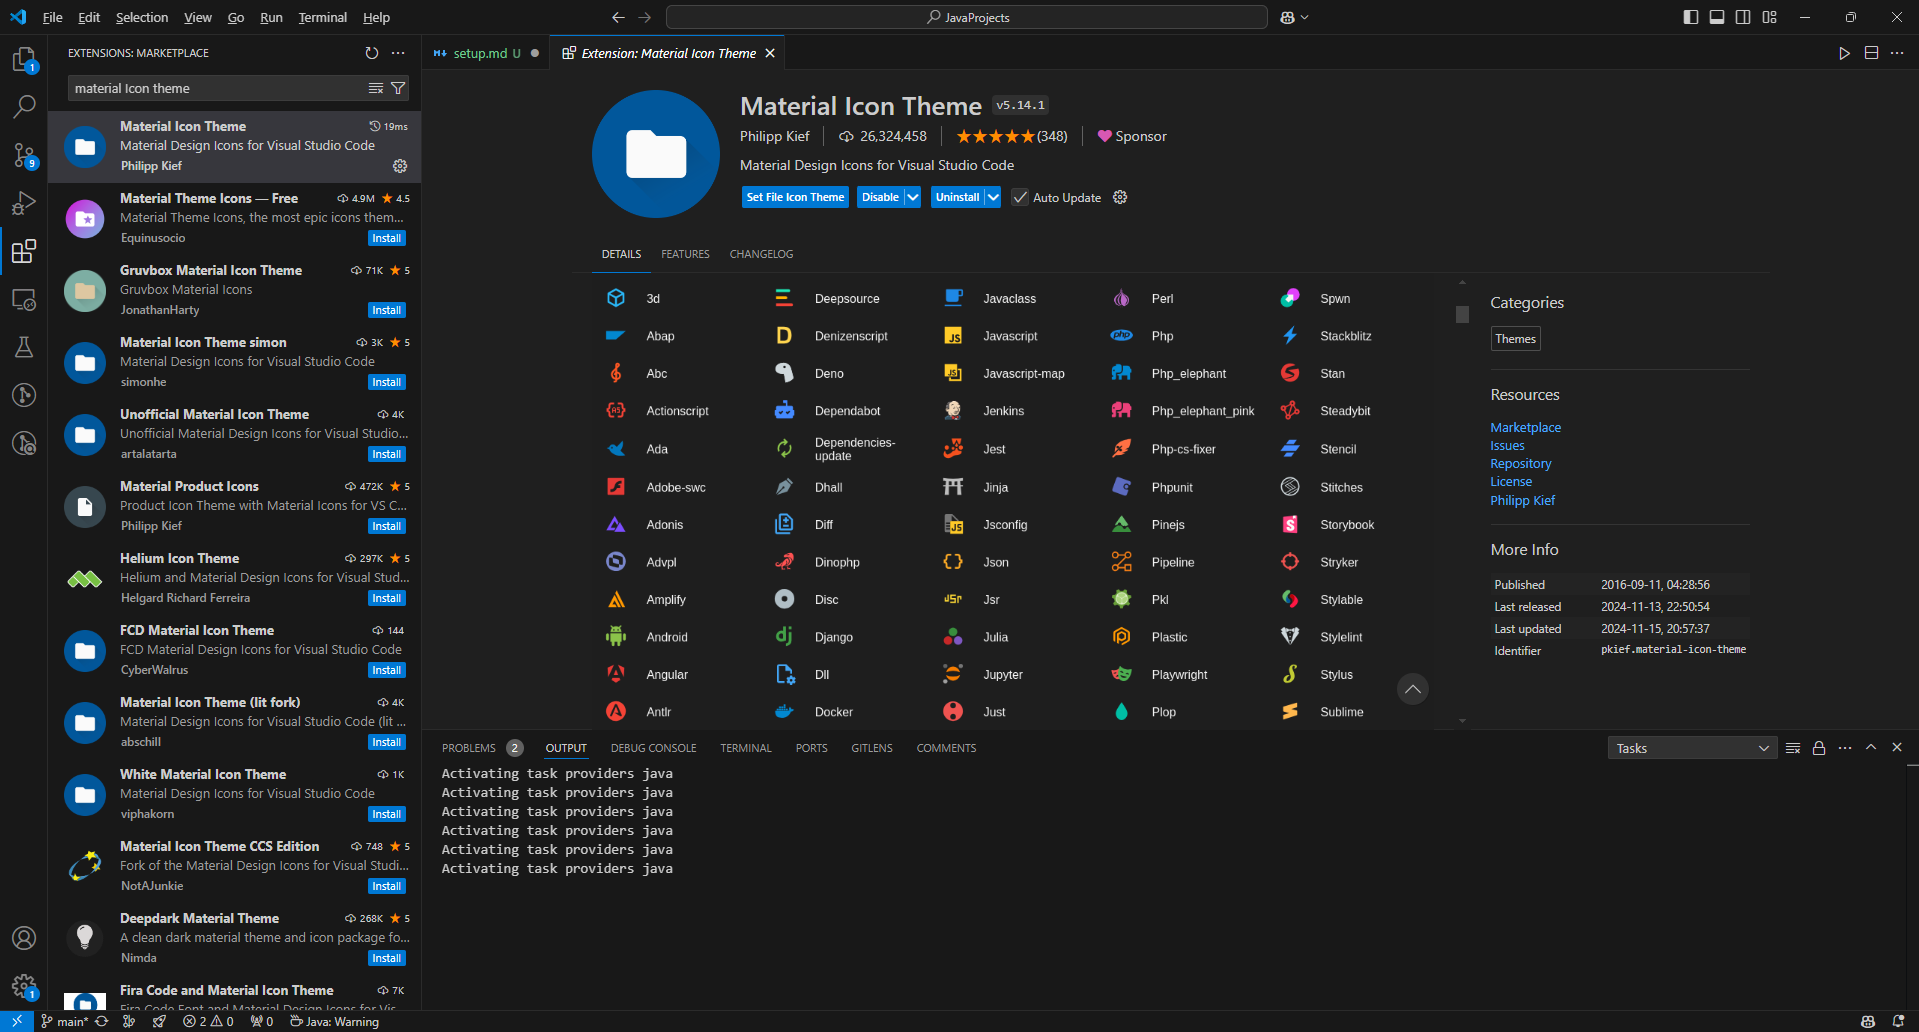 File Edit Selection View Go Run Terminal Help
JavaProjects
EXTENSIONS: MARKETPLACE
material Icon theme
1
9
1
Material Icon Theme 19ms
Material Design Icons for Visual Studio Code
Philipp Kief
Material Theme Icons — Free 4.9M 4.5
Material Theme Icons, the most epic icons them...
Equinusocio Install
Gruvbox Material Icon Theme 71K 5
Gruvbox Material Icons
JonathanHarty Install
Material Icon Theme simon 3K 5
Material Design Icons for Visual Studio Code
simonhe Install
Unofficial Material Icon Theme 4K
Unofficial Material Design Icons for Visual Studio...
artalatarta Install
Material Product Icons 472K 5
Product Icon Theme with Material Icons for VS C...
Philipp Kief Install
Helium Icon Theme 297K 5
Helium and Material Design Icons for Visual Stud...
Helgard Richard Ferreira Install
FCD Material Icon Theme 144
FCD Material Design Icons for Visual Studio Code
CyberWalrus Install
Material Icon Theme (lit fork) 4K
Material Design Icons for Visual Studio Code (lit ...
abschill Install
White Material Icon Theme 1K
Material Design Icons for Visual Studio Code
viphakorn Install
Material Icon Theme CCS Edition 748 5
Fork of the Material Design Icons for Visual Studi...
NotAJunkie Install
Deepdark Material Theme 268K 5
A clean dark material theme and icon package fo...
Nimda Install
Fira Code and Material Icon Theme 7K
Fira Code Font and Material Design Icons for Vis...
setup.md U
Extension: Material Icon Theme
Material Icon Theme v5.14.1
Philipp Kief 26,324,458 (348) Sponsor
Material Design Icons for Visual Studio Code
Set File Icon Theme Disable Uninstall Auto Update
DETAILS FEATURES CHANGELOG
3d Deepsource Javaclass Perl Spwn
Abap Denizenscript Javascript Php Stackblitz
Abc Deno Javascript-map Php_elephant Stan
Actionscript Dependabot Jenkins Php_elephant_pink Steadybit
Ada Dependencies-update Jest Php-cs-fixer Stencil
Adobe-swc Dhall Jinja Phpunit Stitches
Adonis Diff Jsconfig Pinejs Storybook
Advpl Dinophp Json Pipeline Stryker
Amplify Disc Jsr Pkl Stylable
Android Django Julia Plastic Stylelint
Angular Dll Jupyter Playwright Stylus
Antlr Docker Just Plop Sublime
Categories
Themes
Resources
Marketplace
Issues
Repository
License
Philipp Kief
More Info
Published 2016-09-11, 04:28:56
Last released 2024-11-13, 22:50:54
Last updated 2024-11-15, 20:57:37
Identifier pkief.material-icon-theme
PROBLEMS 2 OUTPUT DEBUG CONSOLE TERMINAL PORTS GITLENS COMMENTS
Tasks
Activating task providers java
Activating task providers java
Activating task providers java
Activating task providers java
Activating task providers java
Activating task providers java
main* 2 0 0 Java: Warning